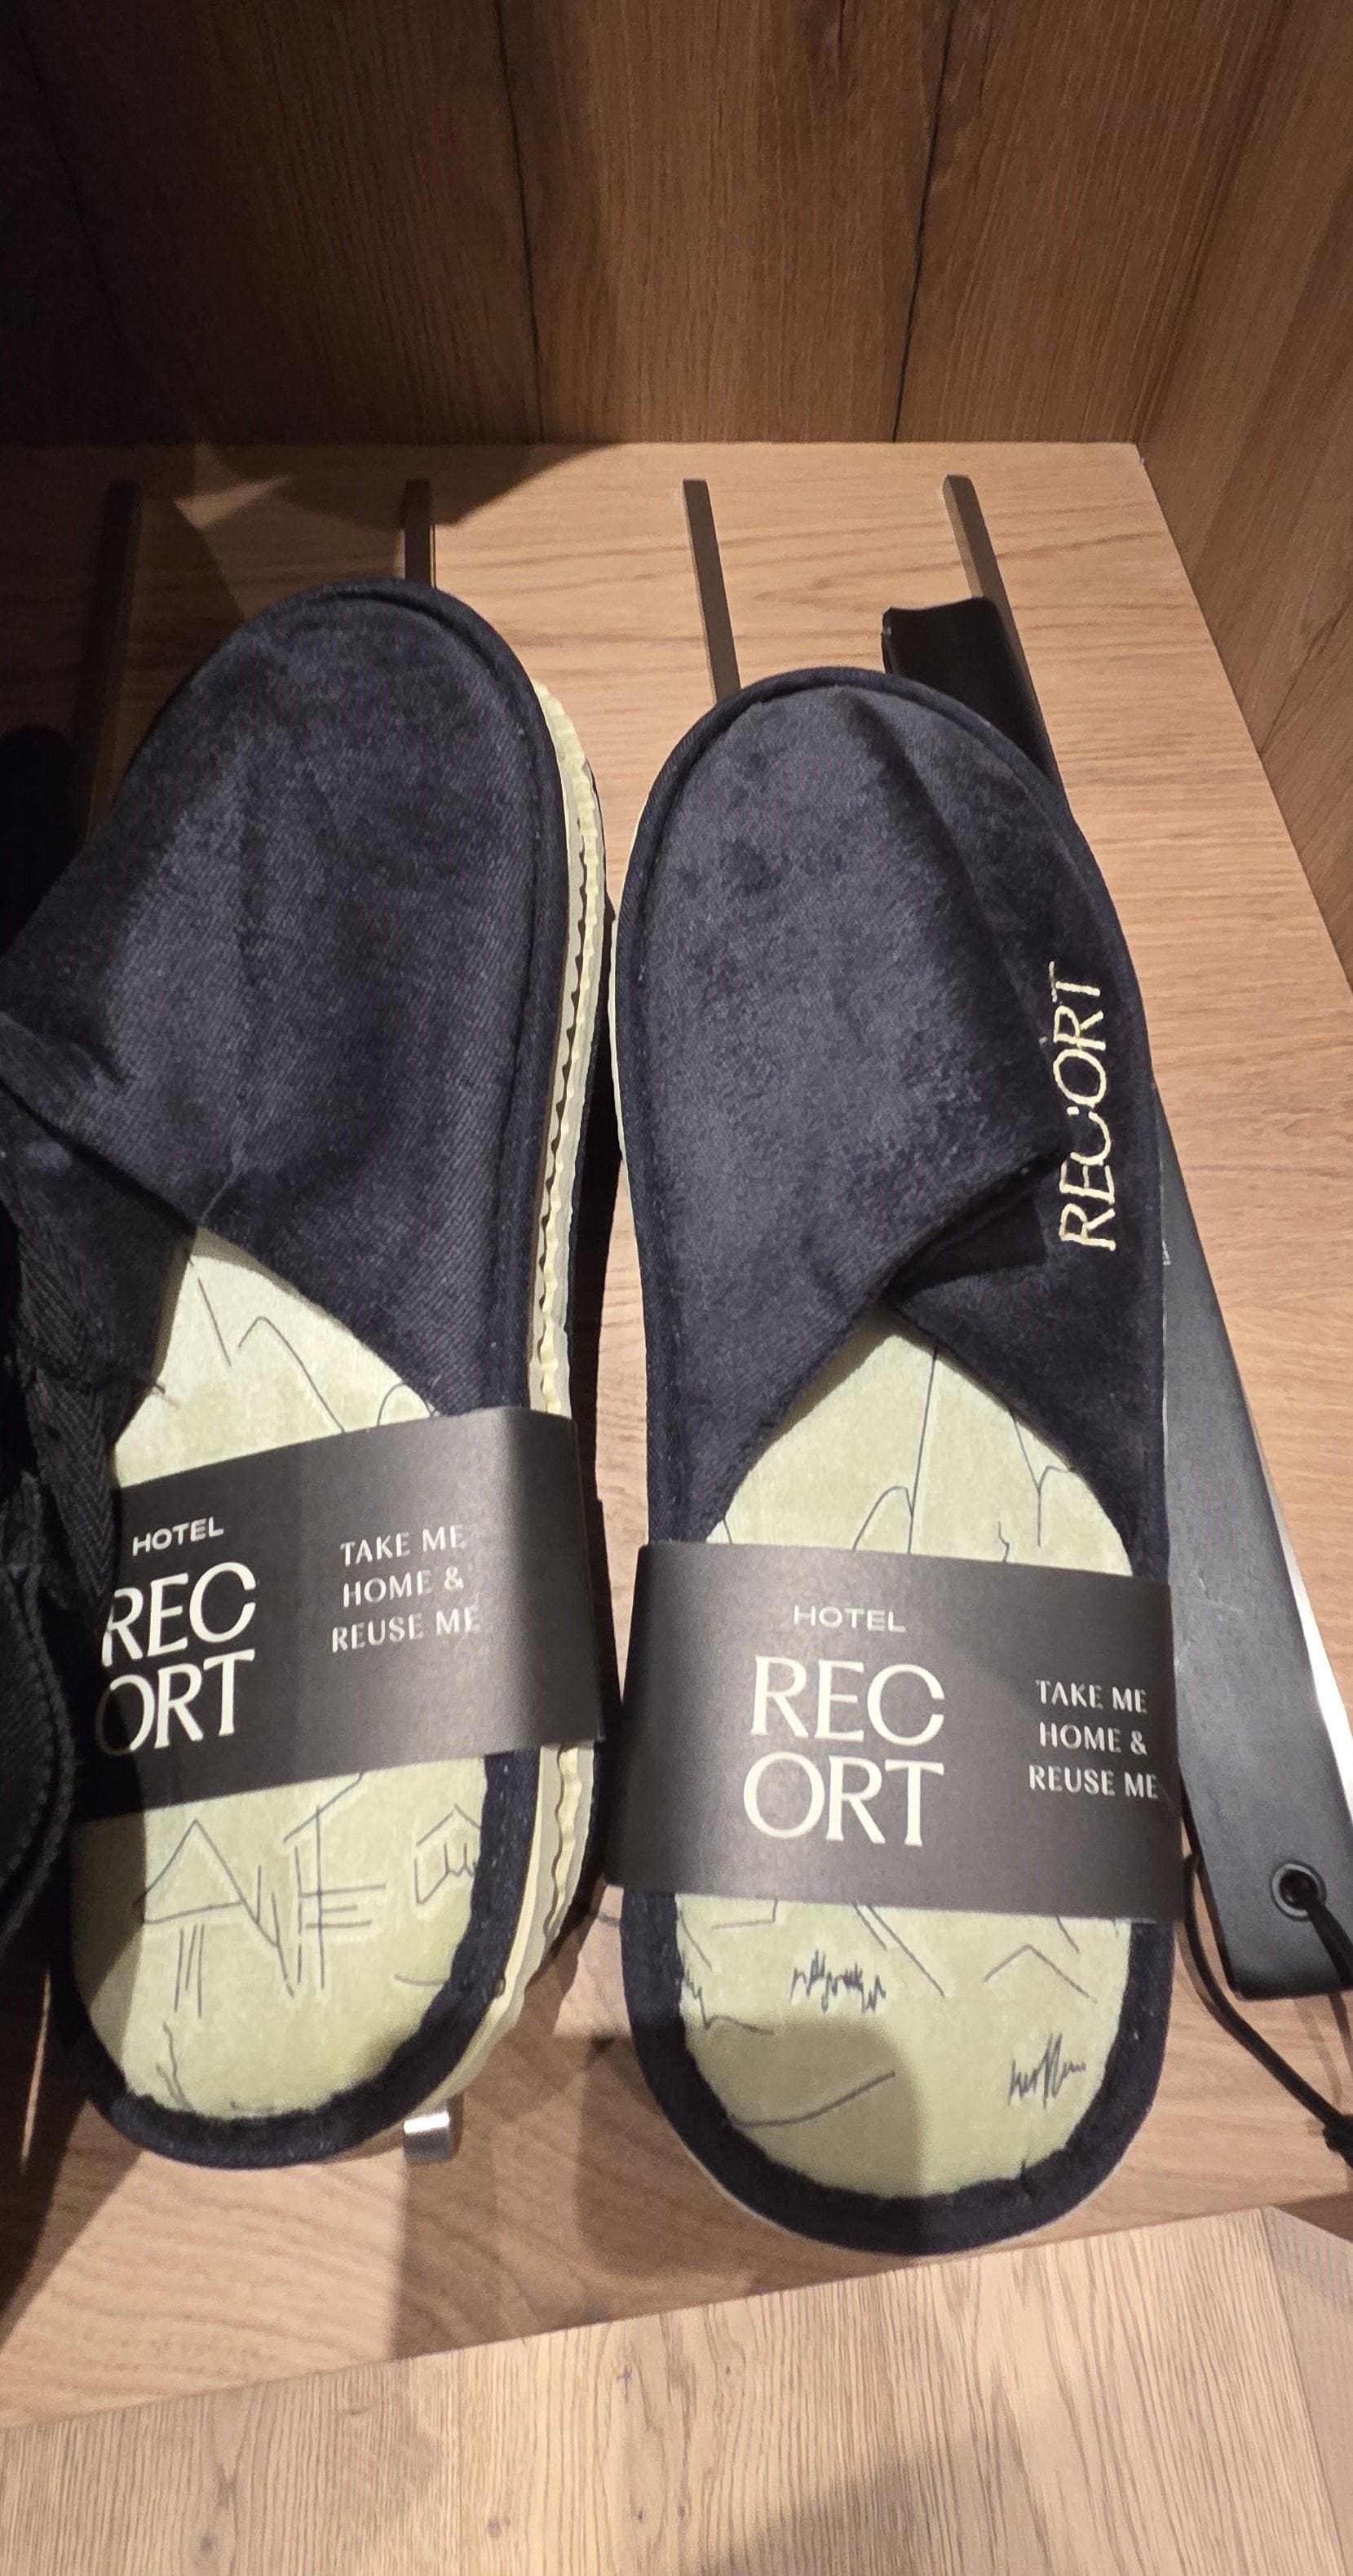 RECORT
HOTEL
REC
ORT
TAKE ME
HOME &
REUSE ME
HOTEL
REC
ORT
TAKE ME
HOME &
REUSE ME